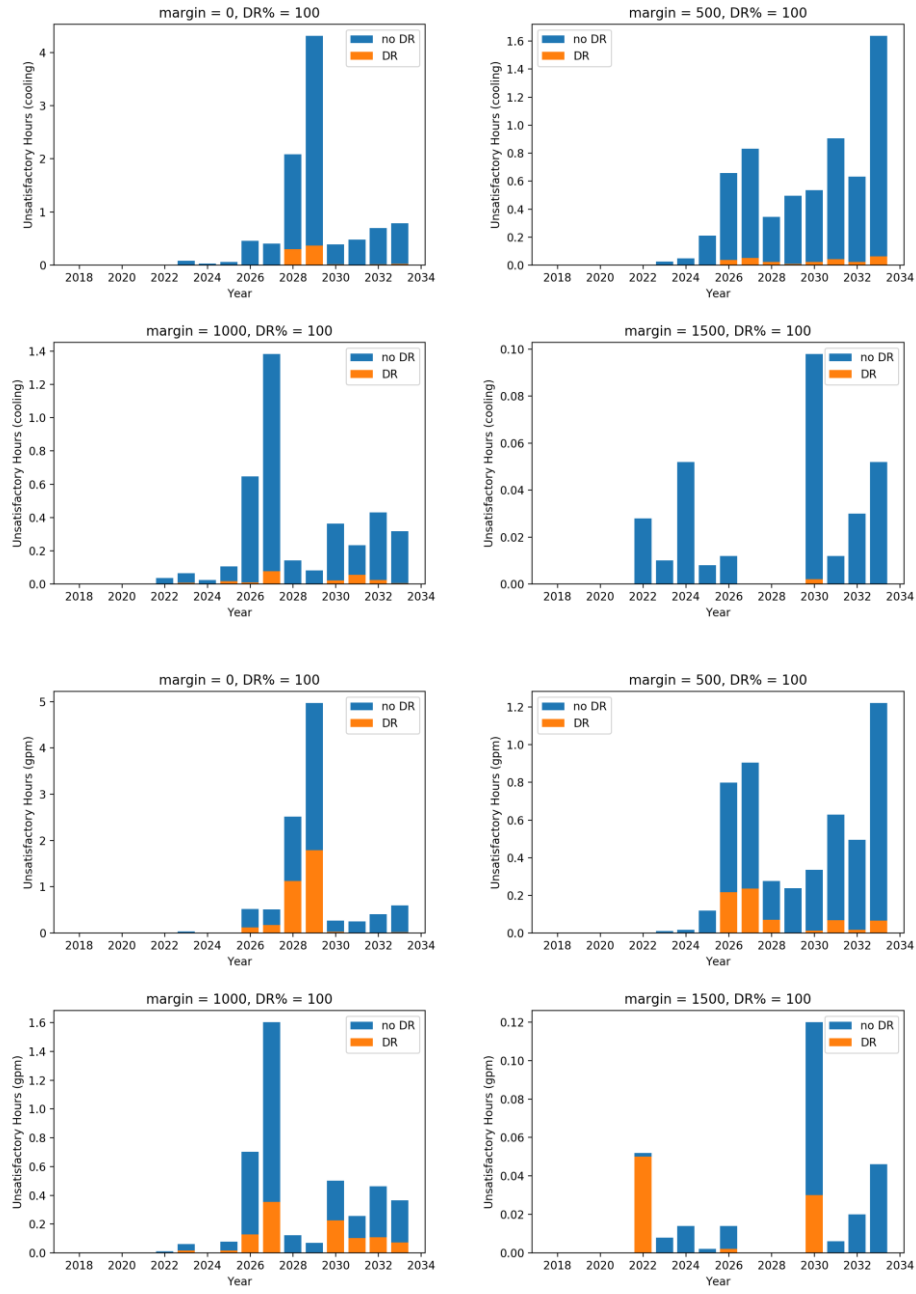 margin = 0, DR% = 100
Unsatisfactory Hours (cooling)
4
3
2
1
0
no DR
DR
2018 2020 2022 2024 2026 2028 2030 2032 2034
Year
margin = 500, DR% = 100
Unsatisfactory Hours (cooling)
1.6
1.4
1.2
1.0
0.8
0.6
0.4
0.2
0.0
no DR
DR
2018 2020 2022 2024 2026 2028 2030 2032 2034
Year
margin = 1000, DR% = 100
Unsatisfactory Hours (cooling)
1.4
1.2
1.0
0.8
0.6
0.4
0.2
0.0
no DR
DR
2018 2020 2022 2024 2026 2028 2030 2032 2034
Year
margin = 1500, DR% = 100
Unsatisfactory Hours (cooling)
0.10
0.08
0.06
0.04
0.02
0.00
no DR
DR
2018 2020 2022 2024 2026 2028 2030 2032 2034
Year
margin = 0, DR% = 100
Unsatisfactory Hours (gpm)
5
4
3
2
1
0
no DR
DR
2018 2020 2022 2024 2026 2028 2030 2032 2034
Year
margin = 500, DR% = 100
Unsatisfactory Hours (gpm)
1.2
1.0
0.8
0.6
0.4
0.2
0.0
no DR
DR
2018 2020 2022 2024 2026 2028 2030 2032 2034
Year
margin = 1000, DR% = 100
Unsatisfactory Hours (gpm)
1.6
1.4
1.2
1.0
0.8
0.6
0.4
0.2
0.0
no DR
DR
2018 2020 2022 2024 2026 2028 2030 2032 2034
Year
margin = 1500, DR% = 100
Unsatisfactory Hours (gpm)
0.12
0.10
0.08
0.06
0.04
0.02
0.00
no DR
DR
2018 2020 2022 2024 2026 2028 2030 2032 2034
Year